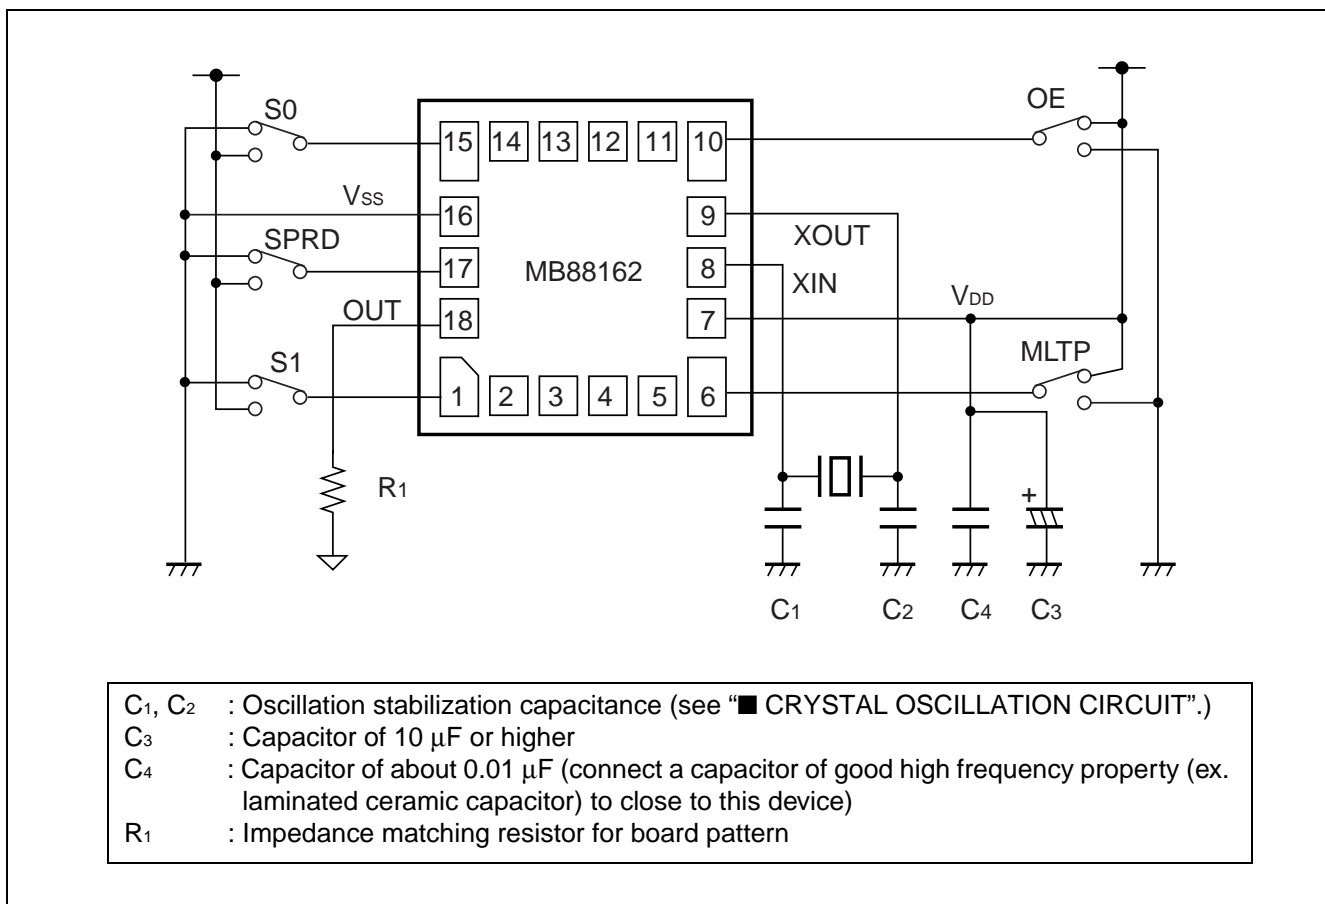 S0
OE
15 14 13 12 11 10
VSS
16
9
XOUT
SPRD
17
MB88162
8
XIN
OUT
18
7
VDD
S1
MLTP
1 2 3 4 5 6
R1
+
C1 C2 C4 C3
C1, C2 : Oscillation stabilization capacitance (see “■ CRYSTAL OSCILLATION CIRCUIT”.)
C3 : Capacitor of 10 μF or higher
C4 : Capacitor of about 0.01 μF (connect a capacitor of good high frequency property (ex.
laminated ceramic capacitor) to close to this device)
R1 : Impedance matching resistor for board pattern